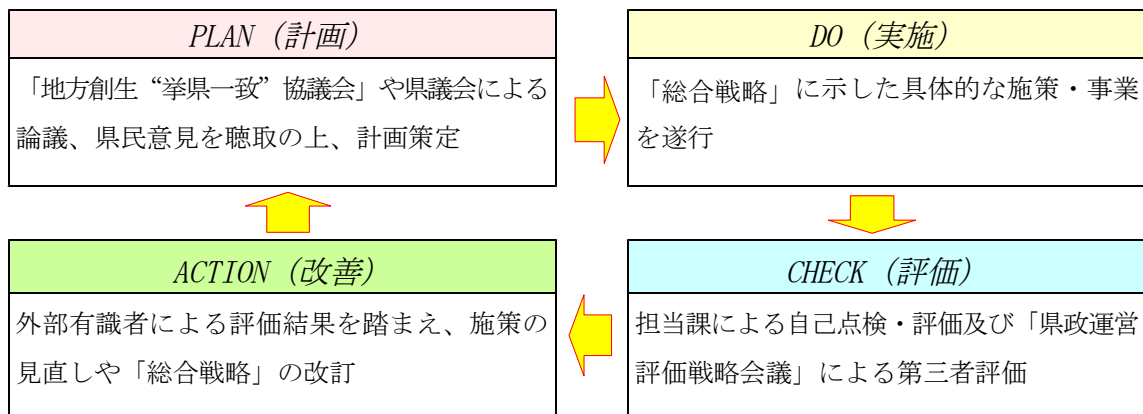 PLAN (計画)
「地方創生“挙県一致”協議会」や県議会による
論議、県民意見を聴取の上、計画策定
DO (実施)
「総合戦略」に示した具体的な施策・事業
を遂行
ACTION (改善)
外部有識者による評価結果を踏まえ、施策の
見直しや「総合戦略」の改訂
CHECK (評価)
担当課による自己点検・評価及び「県政運営
評価戦略会議」による第三者評価